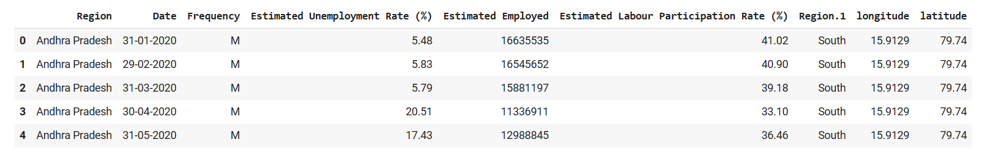 Region Date Frequency Estimated Unemployment Rate (%) Estimated Employed Estimated Labour Participation Rate (%) Region.1 longitude latitude
0 Andhra Pradesh 31-01-2020 M 5.48 16635535 41.02 South 15.9129 79.74
1 Andhra Pradesh 29-02-2020 M 5.83 16545652 40.90 South 15.9129 79.74
2 Andhra Pradesh 31-03-2020 M 5.79 15881197 39.18 South 15.9129 79.74
3 Andhra Pradesh 30-04-2020 M 20.51 11336911 33.10 South 15.9129 79.74
4 Andhra Pradesh 31-05-2020 M 17.43 12988845 36.46 South 15.9129 79.74